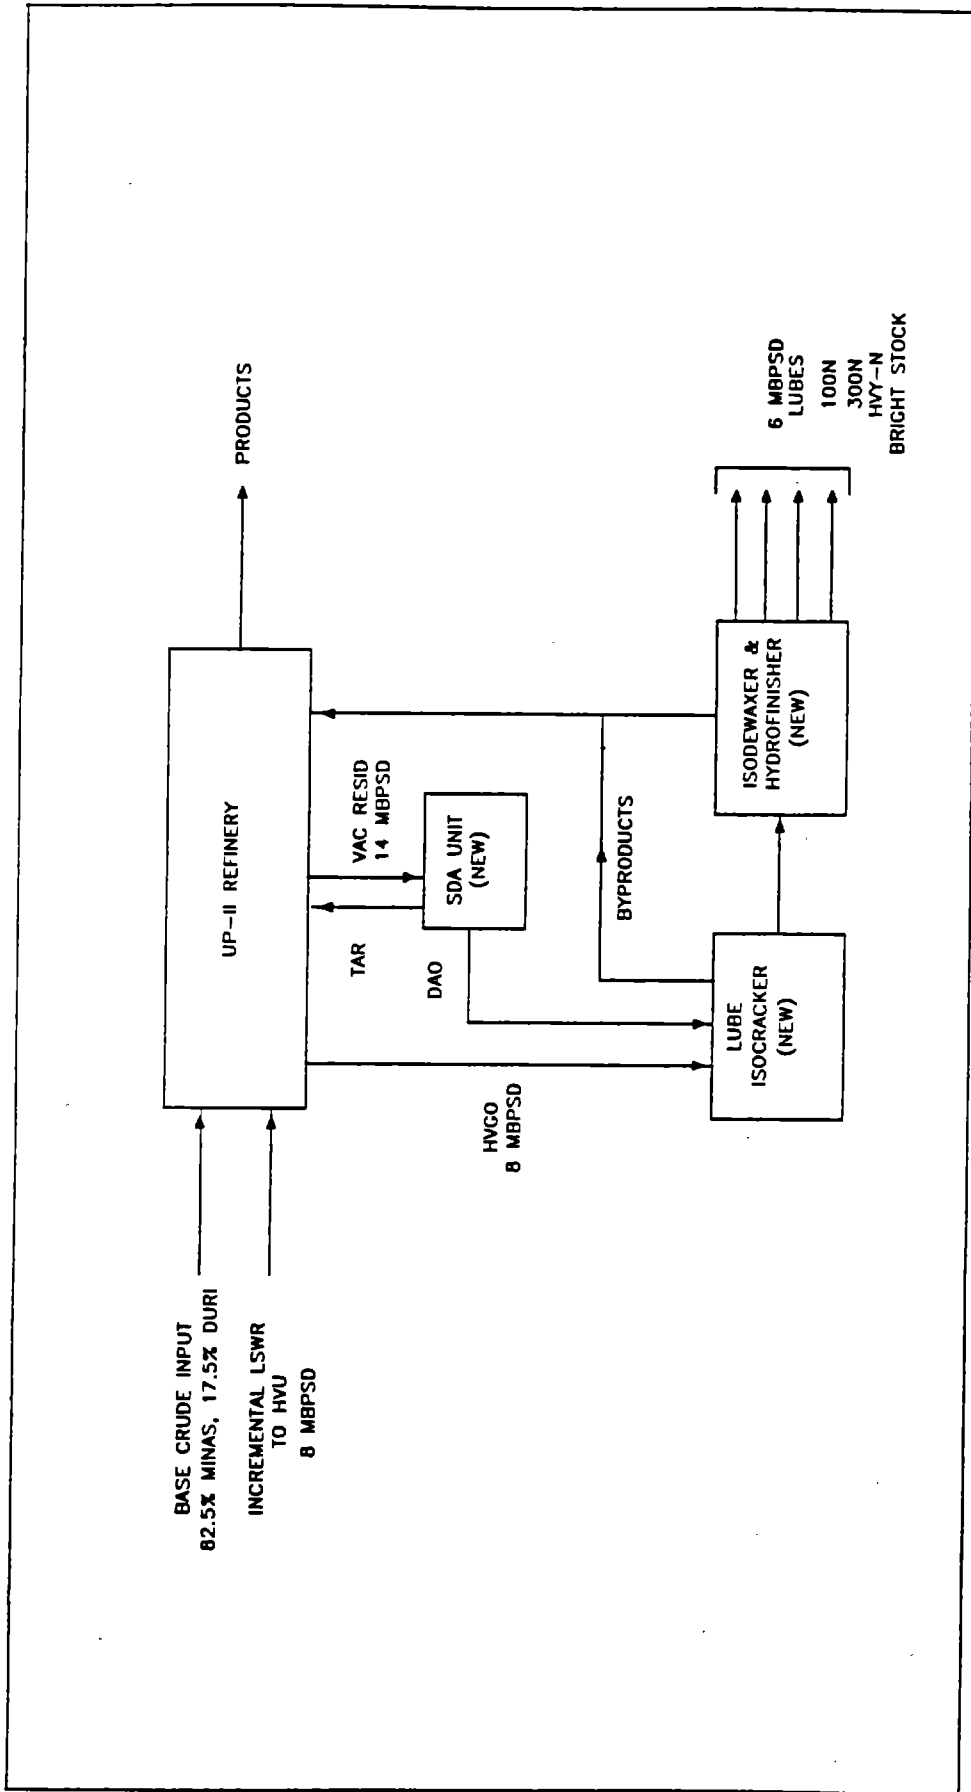 BASE CRUDE INPUT
82.5% MINAS, 17.5% DURI
INCREMENTAL LSWR
TO HVU
8 MBPSD
UP-II REFINERY
PRODUCTS
HVGO
8 MBPSD
TAR
DAO
VAC RESID
14 MBPSD
SDA UNIT
(NEW)
BYPRODUCTS
LUBE
ISOCRACKER
(NEW)
ISODEWAXER &
HYDROFINISHER
(NEW)
6 MBPSD
LUBES
100N
300N
HVY-N
BRIGHT STOCK